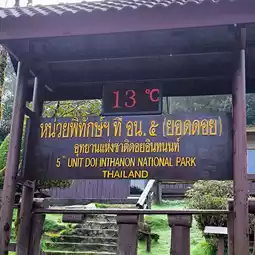 13 °C
หน่วยพิทักษ์ฯ ที่ อน. ๕ (ยอดดอย)
อุทยานแห่งชาติดอยอินทนนท์
5 TH UNIT DOI INTHANON NATIONAL PARK
THAILAND